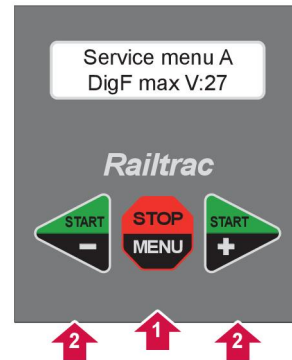 Service menu A
DigF max V:27
Railtrac
START
STOP
START
-
MENU
+
2
1
2